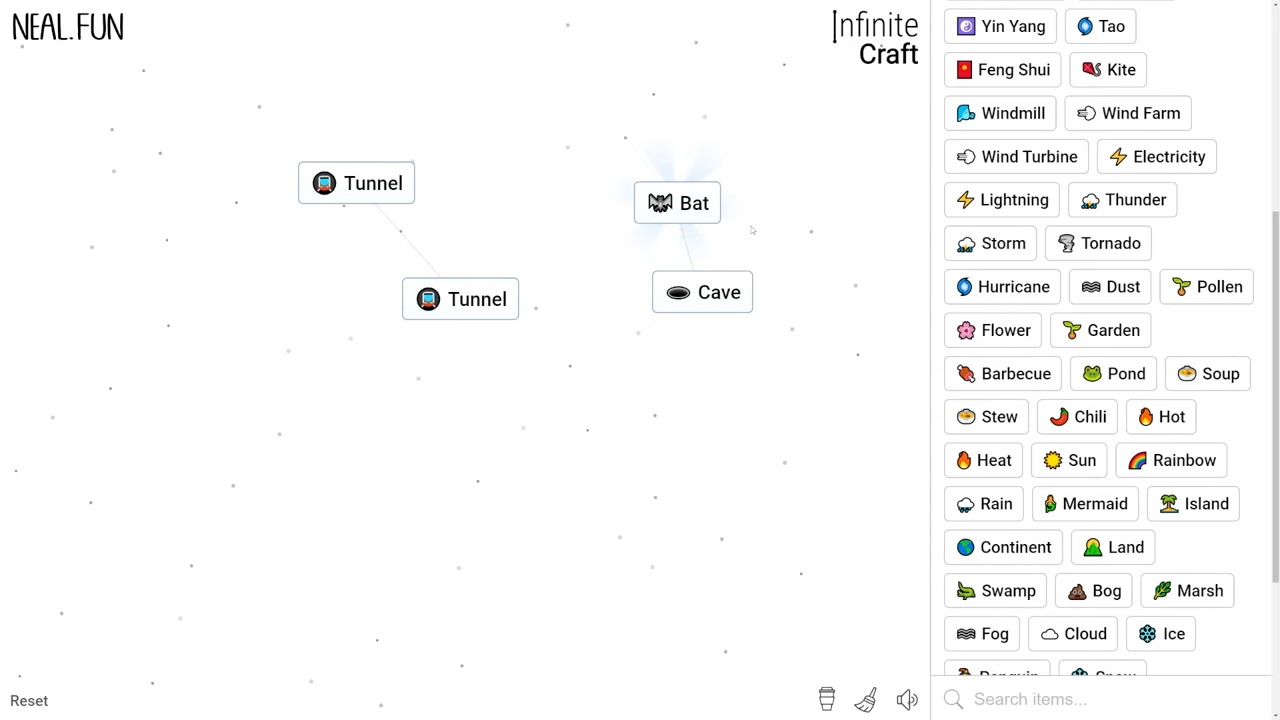 NEAL.FUN
Infinite
Craft
Tunnel
Bat
Cave
Tunnel
Reset
Yin Yang Tao
Feng Shui Kite
Windmill Wind Farm
Wind Turbine Electricity
Lightning Thunder
Storm Tornado
Hurricane Dust Pollen
Flower Garden
Barbecue Pond Soup
Stew Chili Hot
Heat Sun Rainbow
Rain Mermaid Island
Continent Land
Swamp Bog Marsh
Fog Cloud Ice
Penguin Snow
Search items...